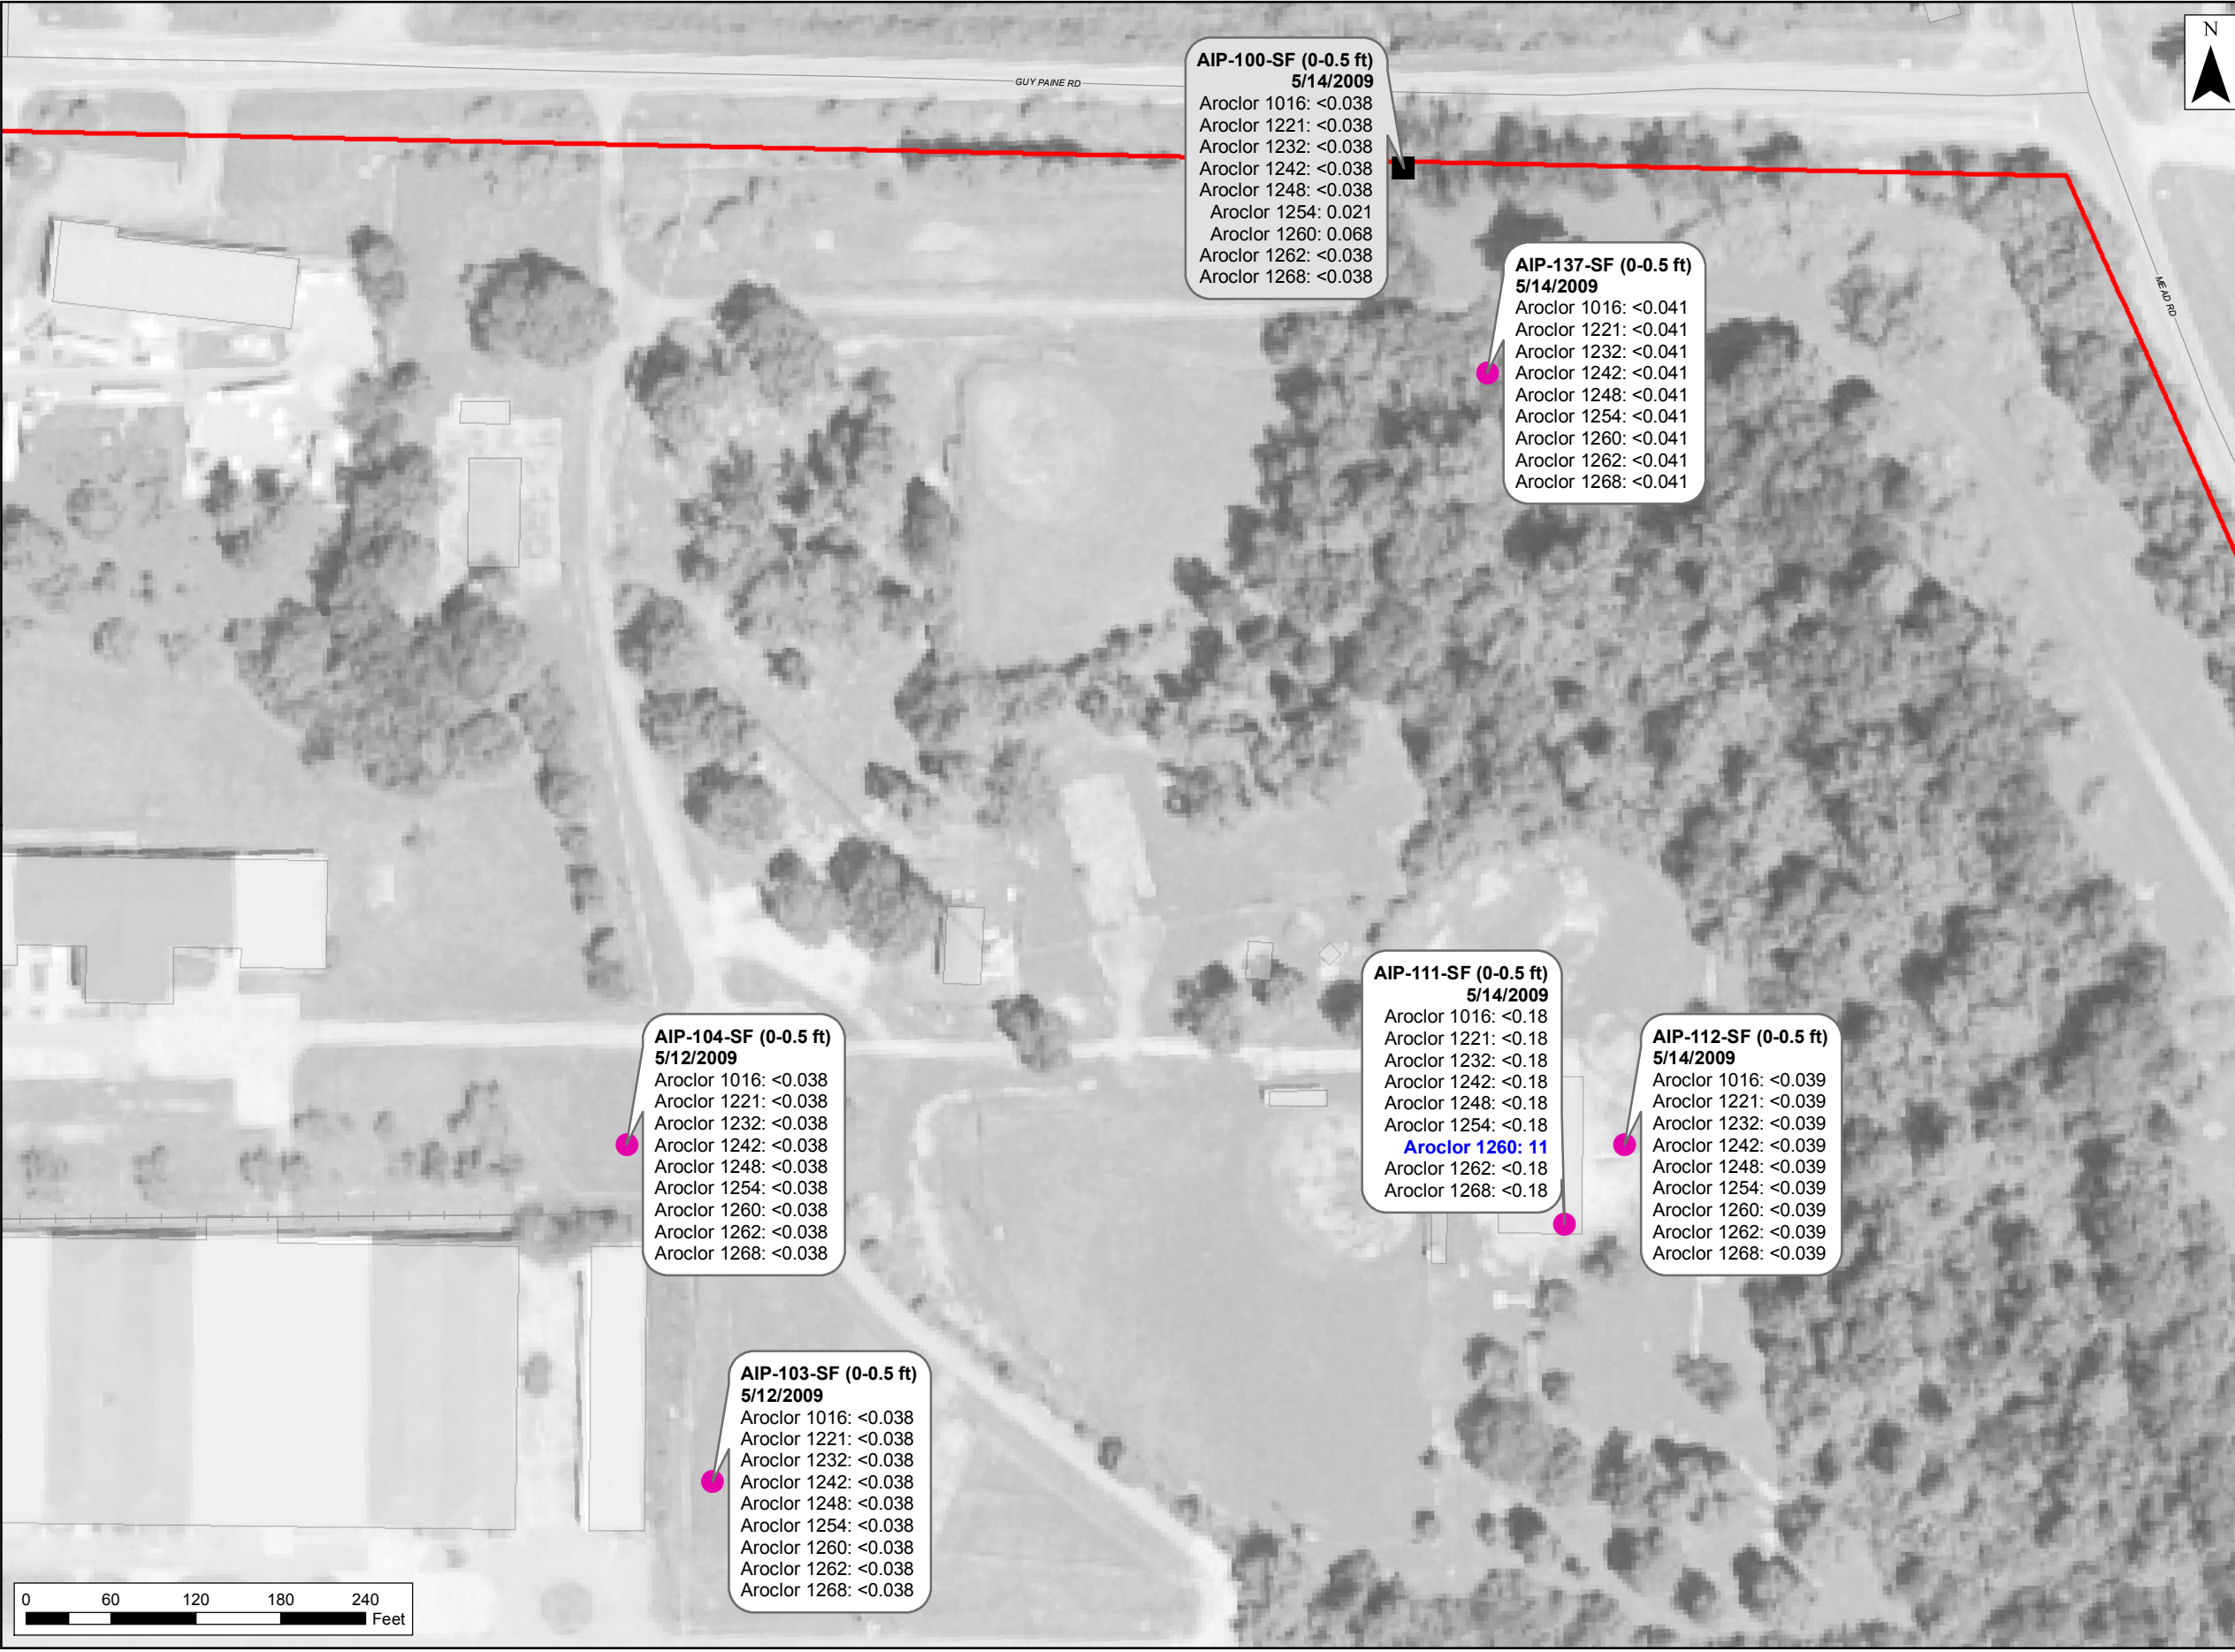 N
GUY PAINE RD
AIP-100-SF (0-0.5 ft)
5/14/2009
Aroclor 1016: <0.038
Aroclor 1221: <0.038
Aroclor 1232: <0.038
Aroclor 1242: <0.038
Aroclor 1248: <0.038
Aroclor 1254: 0.021
Aroclor 1260: 0.068
Aroclor 1262: <0.038
Aroclor 1268: <0.038
MEAD RD
AIP-137-SF (0-0.5 ft)
5/14/2009
Aroclor 1016: <0.041
Aroclor 1221: <0.041
Aroclor 1232: <0.041
Aroclor 1242: <0.041
Aroclor 1248: <0.041
Aroclor 1254: <0.041
Aroclor 1260: <0.041
Aroclor 1262: <0.041
Aroclor 1268: <0.041
AIP-111-SF (0-0.5 ft)
5/14/2009
Aroclor 1016: <0.18
Aroclor 1221: <0.18
Aroclor 1232: <0.18
Aroclor 1242: <0.18
Aroclor 1248: <0.18
Aroclor 1254: <0.18
Aroclor 1260: 11
Aroclor 1262: <0.18
Aroclor 1268: <0.18
AIP-104-SF (0-0.5 ft)
5/12/2009
Aroclor 1016: <0.038
Aroclor 1221: <0.038
Aroclor 1232: <0.038
Aroclor 1242: <0.038
Aroclor 1248: <0.038
Aroclor 1254: <0.038
Aroclor 1260: <0.038
Aroclor 1262: <0.038
Aroclor 1268: <0.038
AIP-112-SF (0-0.5 ft)
5/14/2009
Aroclor 1016: <0.039
Aroclor 1221: <0.039
Aroclor 1232: <0.039
Aroclor 1242: <0.039
Aroclor 1248: <0.039
Aroclor 1254: <0.039
Aroclor 1260: <0.039
Aroclor 1262: <0.039
Aroclor 1268: <0.039
AIP-103-SF (0-0.5 ft)
5/12/2009
Aroclor 1016: <0.038
Aroclor 1221: <0.038
Aroclor 1232: <0.038
Aroclor 1242: <0.038
Aroclor 1248: <0.038
Aroclor 1254: <0.038
Aroclor 1260: <0.038
Aroclor 1262: <0.038
Aroclor 1268: <0.038
0 60 120 180 240
Feet